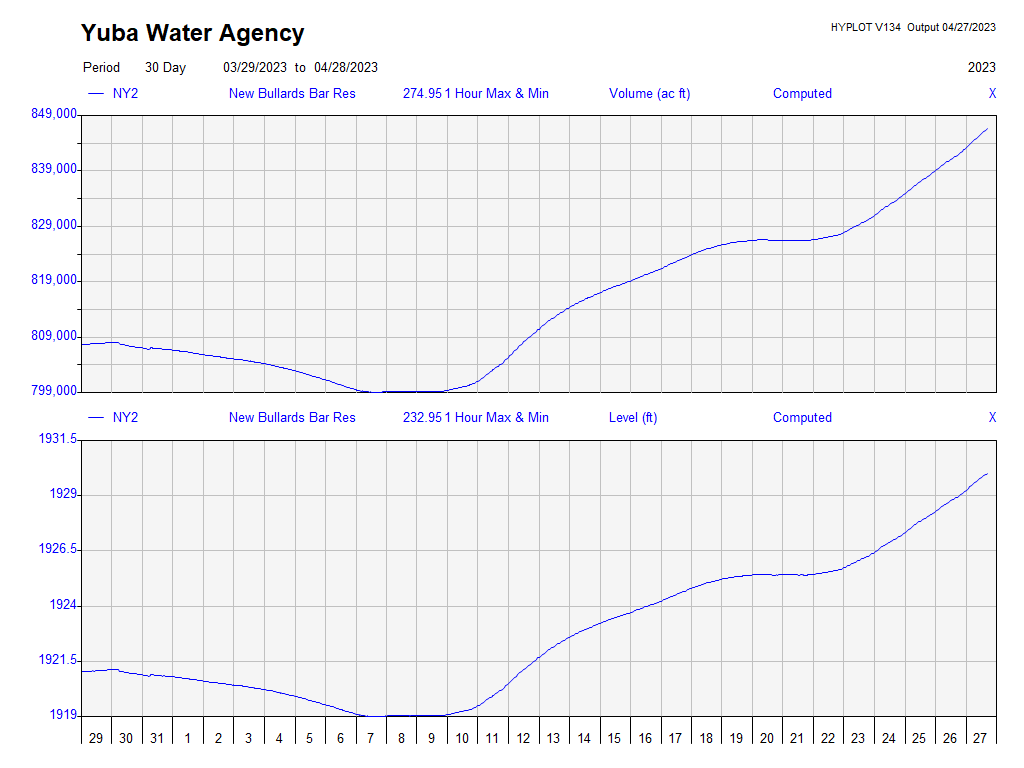 Yuba Water Agency
HYPLOT V134 Output 04/27/2023
Period 30 Day 03/29/2023 to 04/28/2023 2023
NY2 New Bullards Bar Res 274.95 1 Hour Max & Min Volume (ac ft) Computed X
849,000
839,000
829,000
819,000
809,000
799,000
NY2 New Bullards Bar Res 232.95 1 Hour Max & Min Level (ft) Computed X
1931.5
1929
1926.5
1924
1921.5
1919
29 30 31 1 2 3 4 5 6 7 8 9 10 11 12 13 14 15 16 17 18 19 20 21 22 23 24 25 26 27